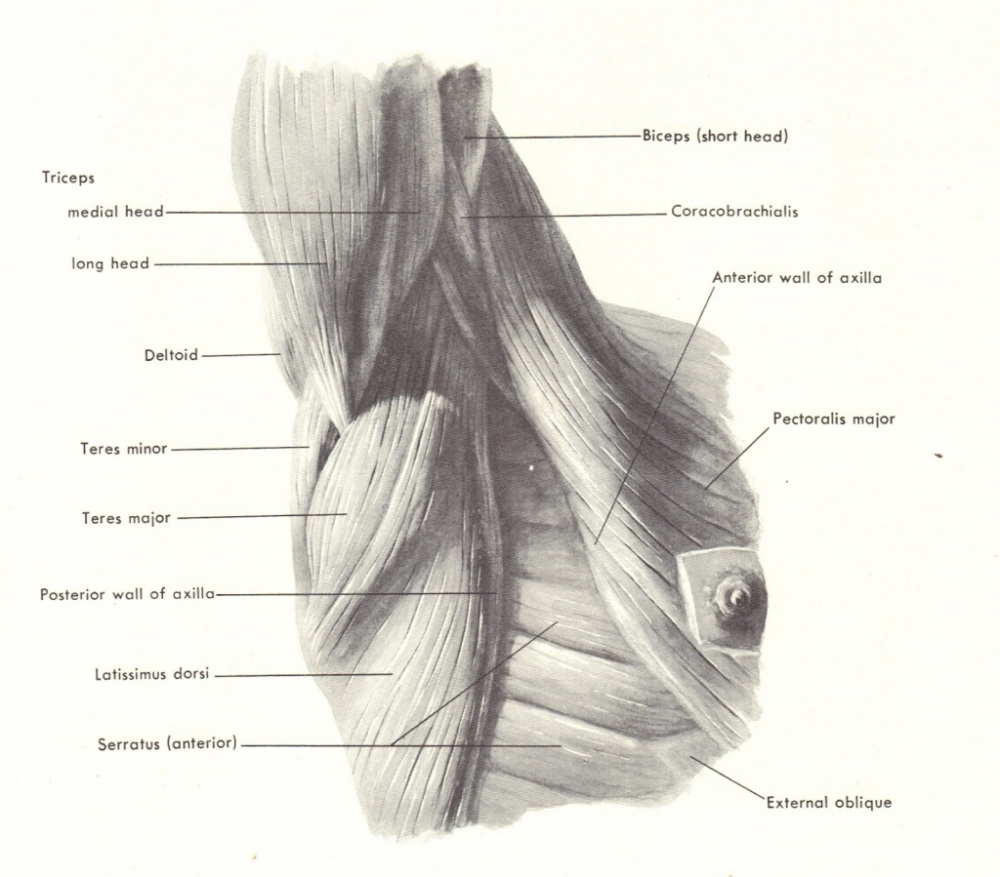 Biceps (short head)
Triceps
medial head
Coracobrachialis
long head
Anterior wall of axilla
Deltoid
Pectoralis major
Teres minor
Teres major
Posterior wall of axilla
Latissimus dorsi
Serratus (anterior)
External oblique